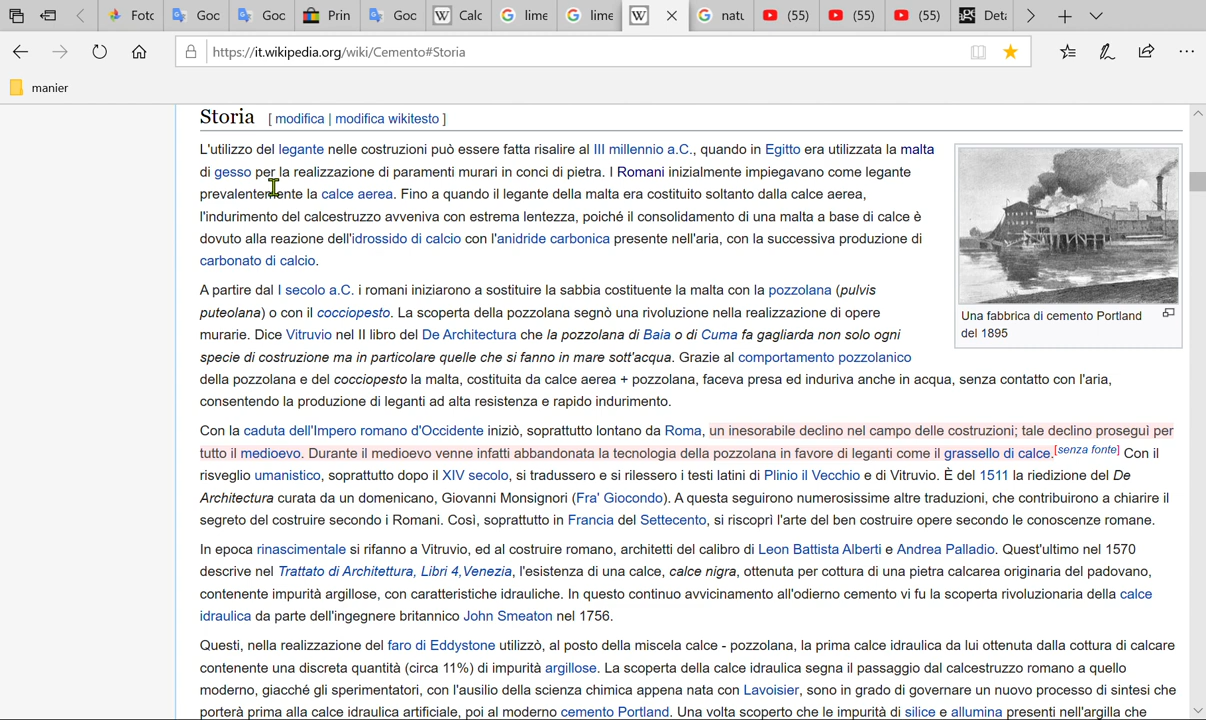 Foto
Goc
Goc
Prin
Goc
Calc
lime
lime
natu
(55)
(55)
(55)
Deta
https://it.wikipedia.org/wiki/Cemento#Storia
manier
Storia [ modifica | modifica wikitesto ]
L'utilizzo del legante nelle costruzioni può essere fatta risalire al III millennio a.C., quando in Egitto era utilizzata la malta
di gesso per la realizzazione di paramenti murari in conci di pietra. I Romani inizialmente impiegavano come legante
prevalentemente la calce aerea. Fino a quando il legante della malta era costituito soltanto dalla calce aerea,
l'indurimento del calcestruzzo avveniva con estrema lentezza, poiché il consolidamento di una malta a base di calce è
dovuto alla reazione dell'idrossido di calcio con l'anidride carbonica presente nell'aria, con la successiva produzione di
carbonato di calcio.
Una fabbrica di cemento Portland
del 1895
A partire dal I secolo a.C. i romani iniziarono a sostituire la sabbia costituente la malta con la pozzolana (pulvis
puteolana) o con il cocciopesto. La scoperta della pozzolana segnò una rivoluzione nella realizzazione di opere
murarie. Dice Vitruvio nel II libro del De Architectura che la pozzolana di Baia o di Cuma fa gagliarda non solo ogni
specie di costruzione ma in particolare quelle che si fanno in mare sott'acqua. Grazie al comportamento pozzolanico
della pozzolana e del cocciopesto la malta, costituita da calce aerea + pozzolana, faceva presa ed induriva anche in acqua, senza contatto con l'aria,
consentendo la produzione di leganti ad alta resistenza e rapido indurimento.
Con la caduta dell'Impero romano d'Occidente iniziò, soprattutto lontano da Roma, un inesorabile declino nel campo delle costruzioni; tale declino proseguì per
tutto il medioevo. Durante il medioevo venne infatti abbandonata la tecnologia della pozzolana in favore di leganti come il grassello di calce.[senza fonte] Con il
risveglio umanistico, soprattutto dopo il XIV secolo, si tradussero e si rilessero i testi latini di Plinio il Vecchio e di Vitruvio. È del 1511 la riedizione del De
Architectura curata da un domenicano, Giovanni Monsignori (Fra' Giocondo). A questa seguirono numerosissime altre traduzioni, che contribuirono a chiarire il
segreto del costruire secondo i Romani. Così, soprattutto in Francia del Settecento, si riscoprì l'arte del ben costruire opere secondo le conoscenze romane.
In epoca rinascimentale si rifanno a Vitruvio, ed al costruire romano, architetti del calibro di Leon Battista Alberti e Andrea Palladio. Quest'ultimo nel 1570
descrive nel Trattato di Architettura, Libri 4,Venezia, l'esistenza di una calce, calce nigra, ottenuta per cottura di una pietra calcarea originaria del padovano,
contenente impurità argillose, con caratteristiche idrauliche. In questo continuo avvicinamento all'odierno cemento vi fu la scoperta rivoluzionaria della calce
idraulica da parte dell'ingegnere britannico John Smeaton nel 1756.
Questi, nella realizzazione del faro di Eddystone utilizzò, al posto della miscela calce - pozzolana, la prima calce idraulica da lui ottenuta dalla cottura di calcare
contenente una discreta quantità (circa 11%) di impurità argillose. La scoperta della calce idraulica segna il passaggio dal calcestruzzo romano a quello
moderno, giacché gli sperimentatori, con l'ausilio della scienza chimica appena nata con Lavoisier, sono in grado di governare un nuovo processo di sintesi che
porterà prima alla calce idraulica artificiale, poi al moderno cemento Portland. Una volta scoperto che le impurità di silice e allumina presenti nell'argilla che